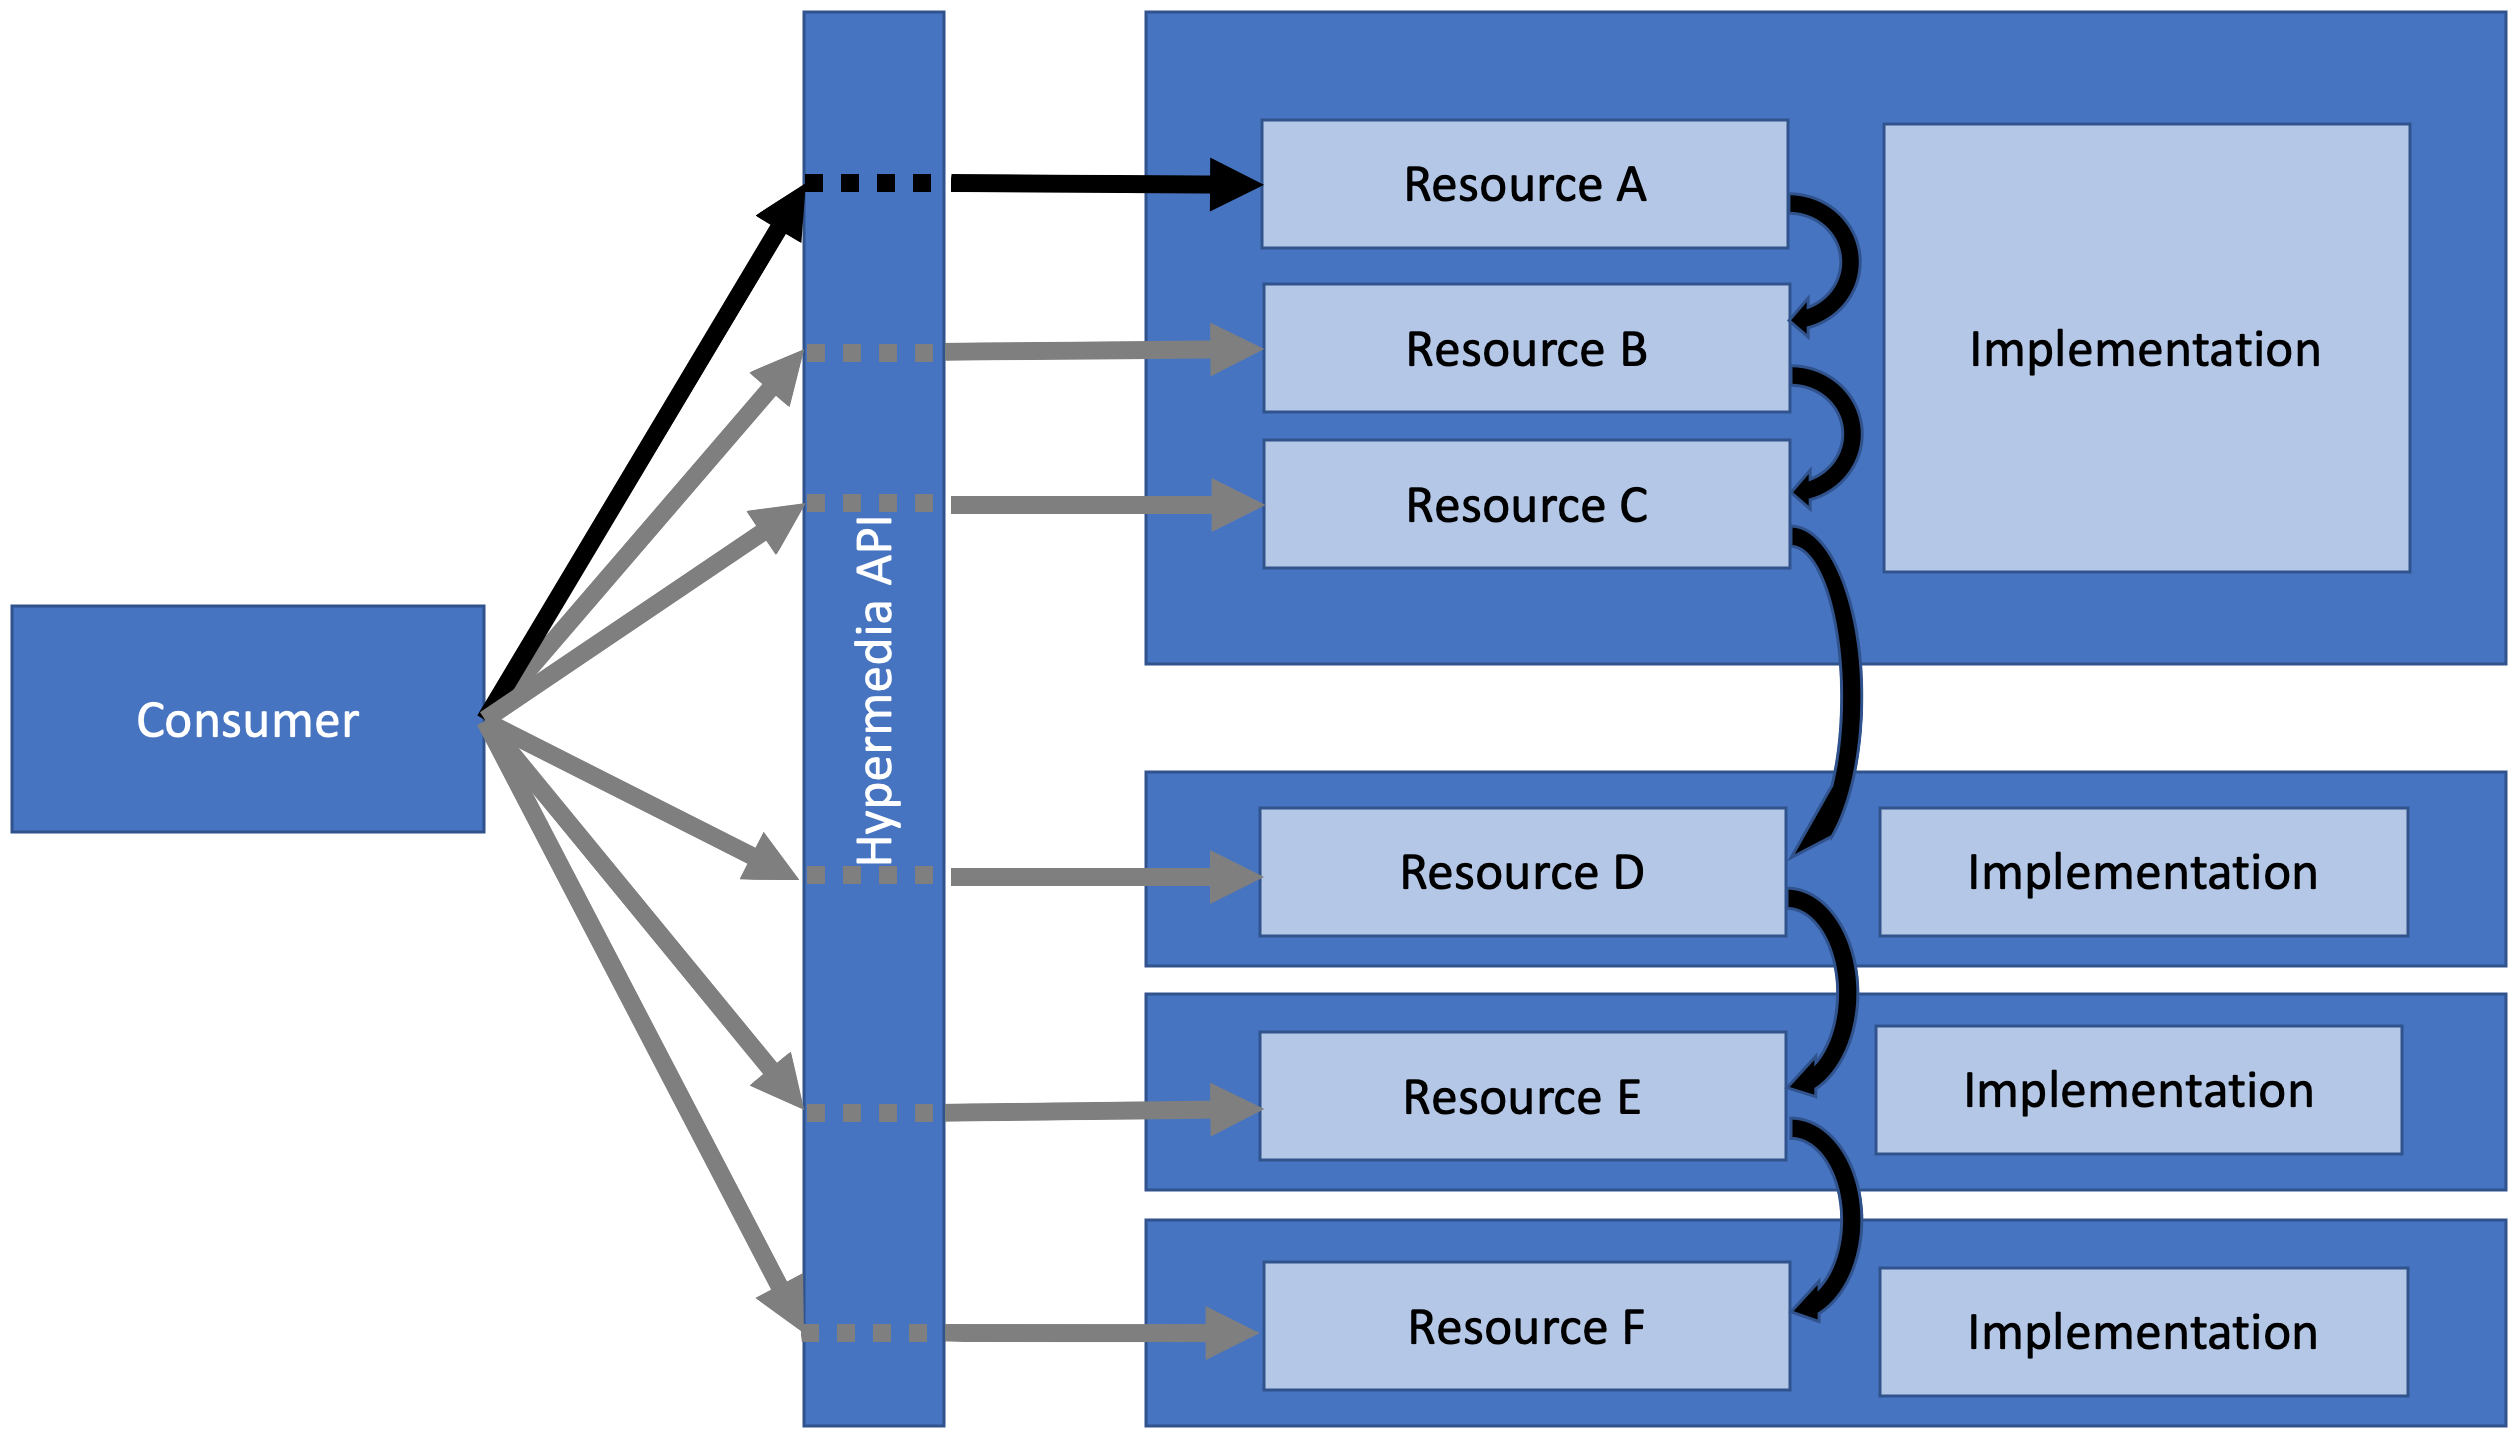 Consumer
Hypermedia API
Resource A
Resource B
Resource C
Implementation
Resource D
Implementation
Resource E
Implementation
Resource F
Implementation